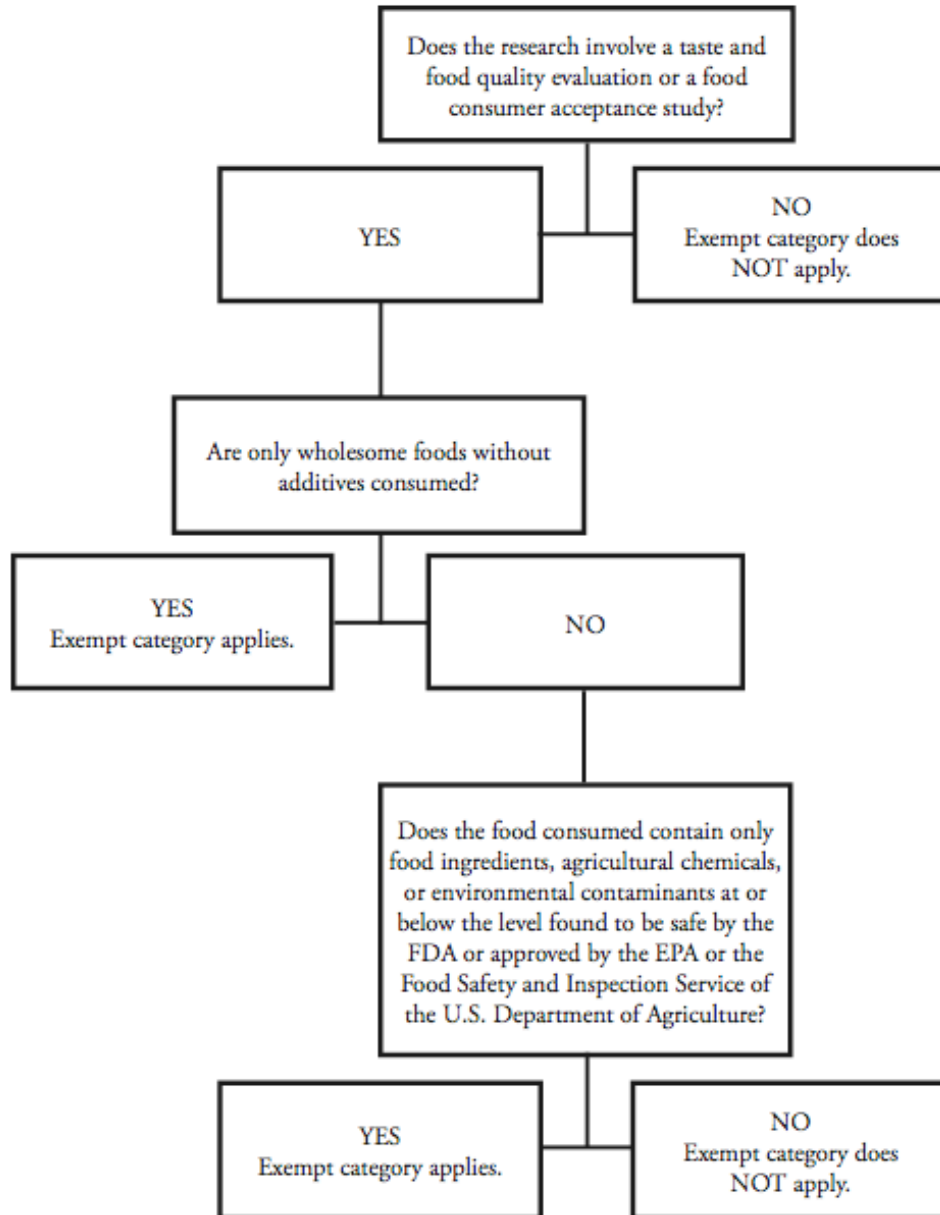 Does the research involve a taste and
food quality evaluation or a food
consumer acceptance study?
YES
NO
Exempt category does
NOT apply.
Are only wholesome foods without
additives consumed?
YES
Exempt category applies.
NO
Does the food consumed contain only
food ingredients, agricultural chemicals,
or environmental contaminants at or
below the level found to be safe by the
FDA or approved by the EPA or the
Food Safety and Inspection Service of
the U.S. Department of Agriculture?
YES
Exempt category applies.
NO
Exempt category does
NOT apply.